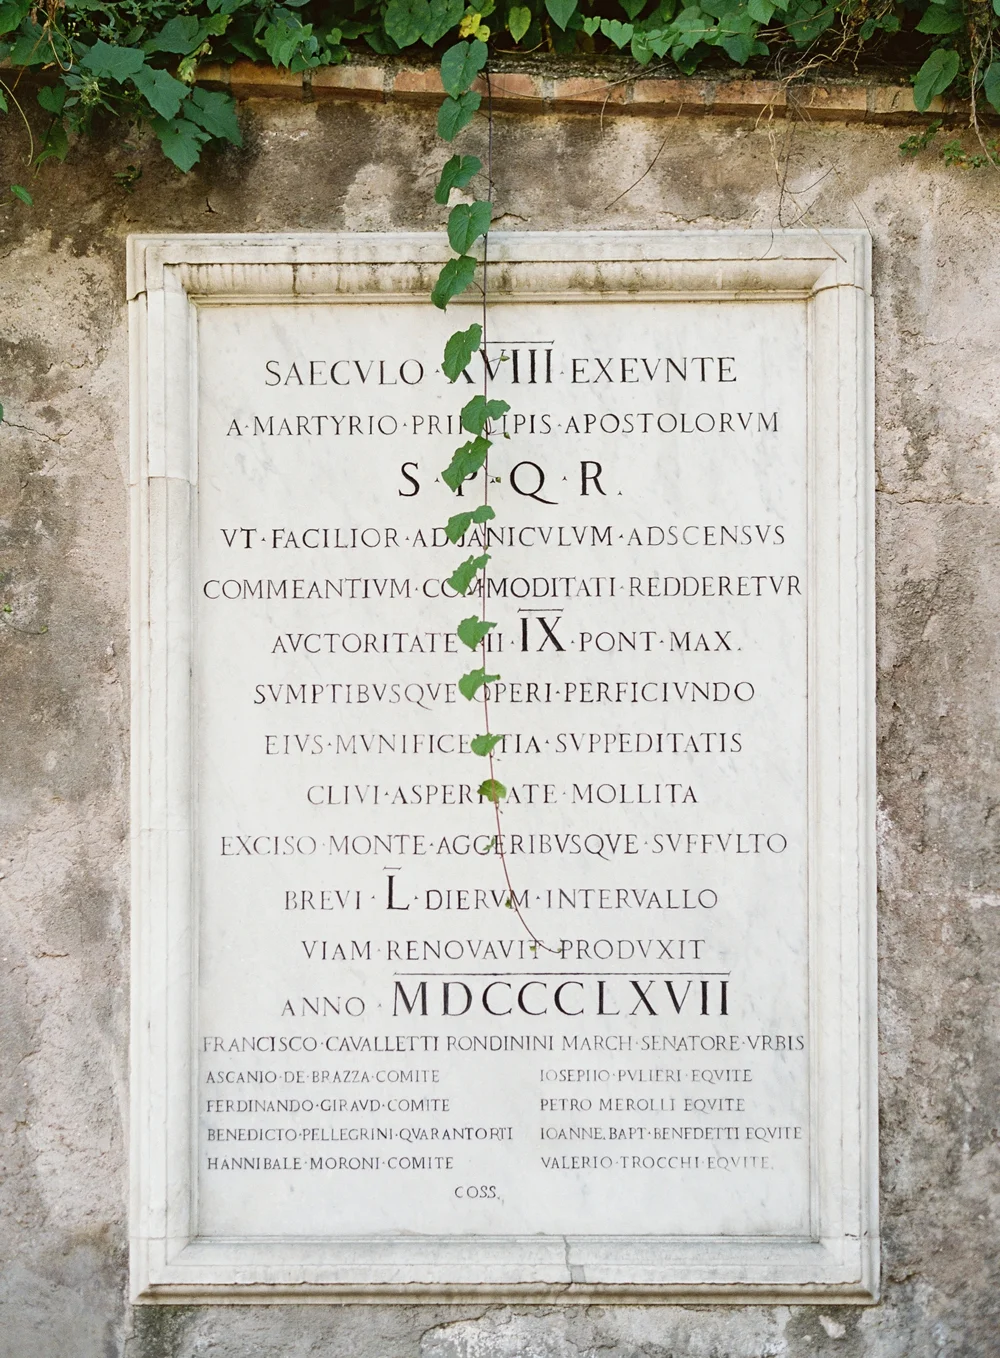 SAECVLO · XVIII · EXEVNTE
A · MARTYRIO · PRINCIPIS · APOSTOLORVM
S · P · Q · R .
VT · FACILIOR · AD · IANICVLVM · ADSCENSVS
COMMEANTIVM · COMMODITATI · REDDERETVR
AVCTORITATE PII · IX · PONT · MAX .
SVMPTIBVSQVE OPERI · PERFICIVNDO
EIVS · MVNIFICENTIA · SVPPEDITATIS
CLIVI · ASPERITATE · MOLLITA
EXCISO · MONTE · AGGERIBVSQVE · SVFFVLTO
BREVI · L · DIERVM · INTERVALLO
VIAM · RENOVAVIT PRODVXIT
ANNO · MDCCCLXVII
FRANCISCO · CAVALLETTI RONDININI MARCH · SENATORE · VRBIS
ASCANIO · DE · BRAZZA · COMITE
FERDINANDO · GIRAVD · COMITE
BENEDICTO · PELLEGRINI · QVARANTOTTI
HANNIBALE · MORONI · COMITE
IOSEPHO · PVLIERI · EQVITE
PETRO MEROLLI EQVITE
IOANNE. BAPT · BENEDETTI EQVITE
VALERIO · TROCCHI · EQVITE.
COSS.